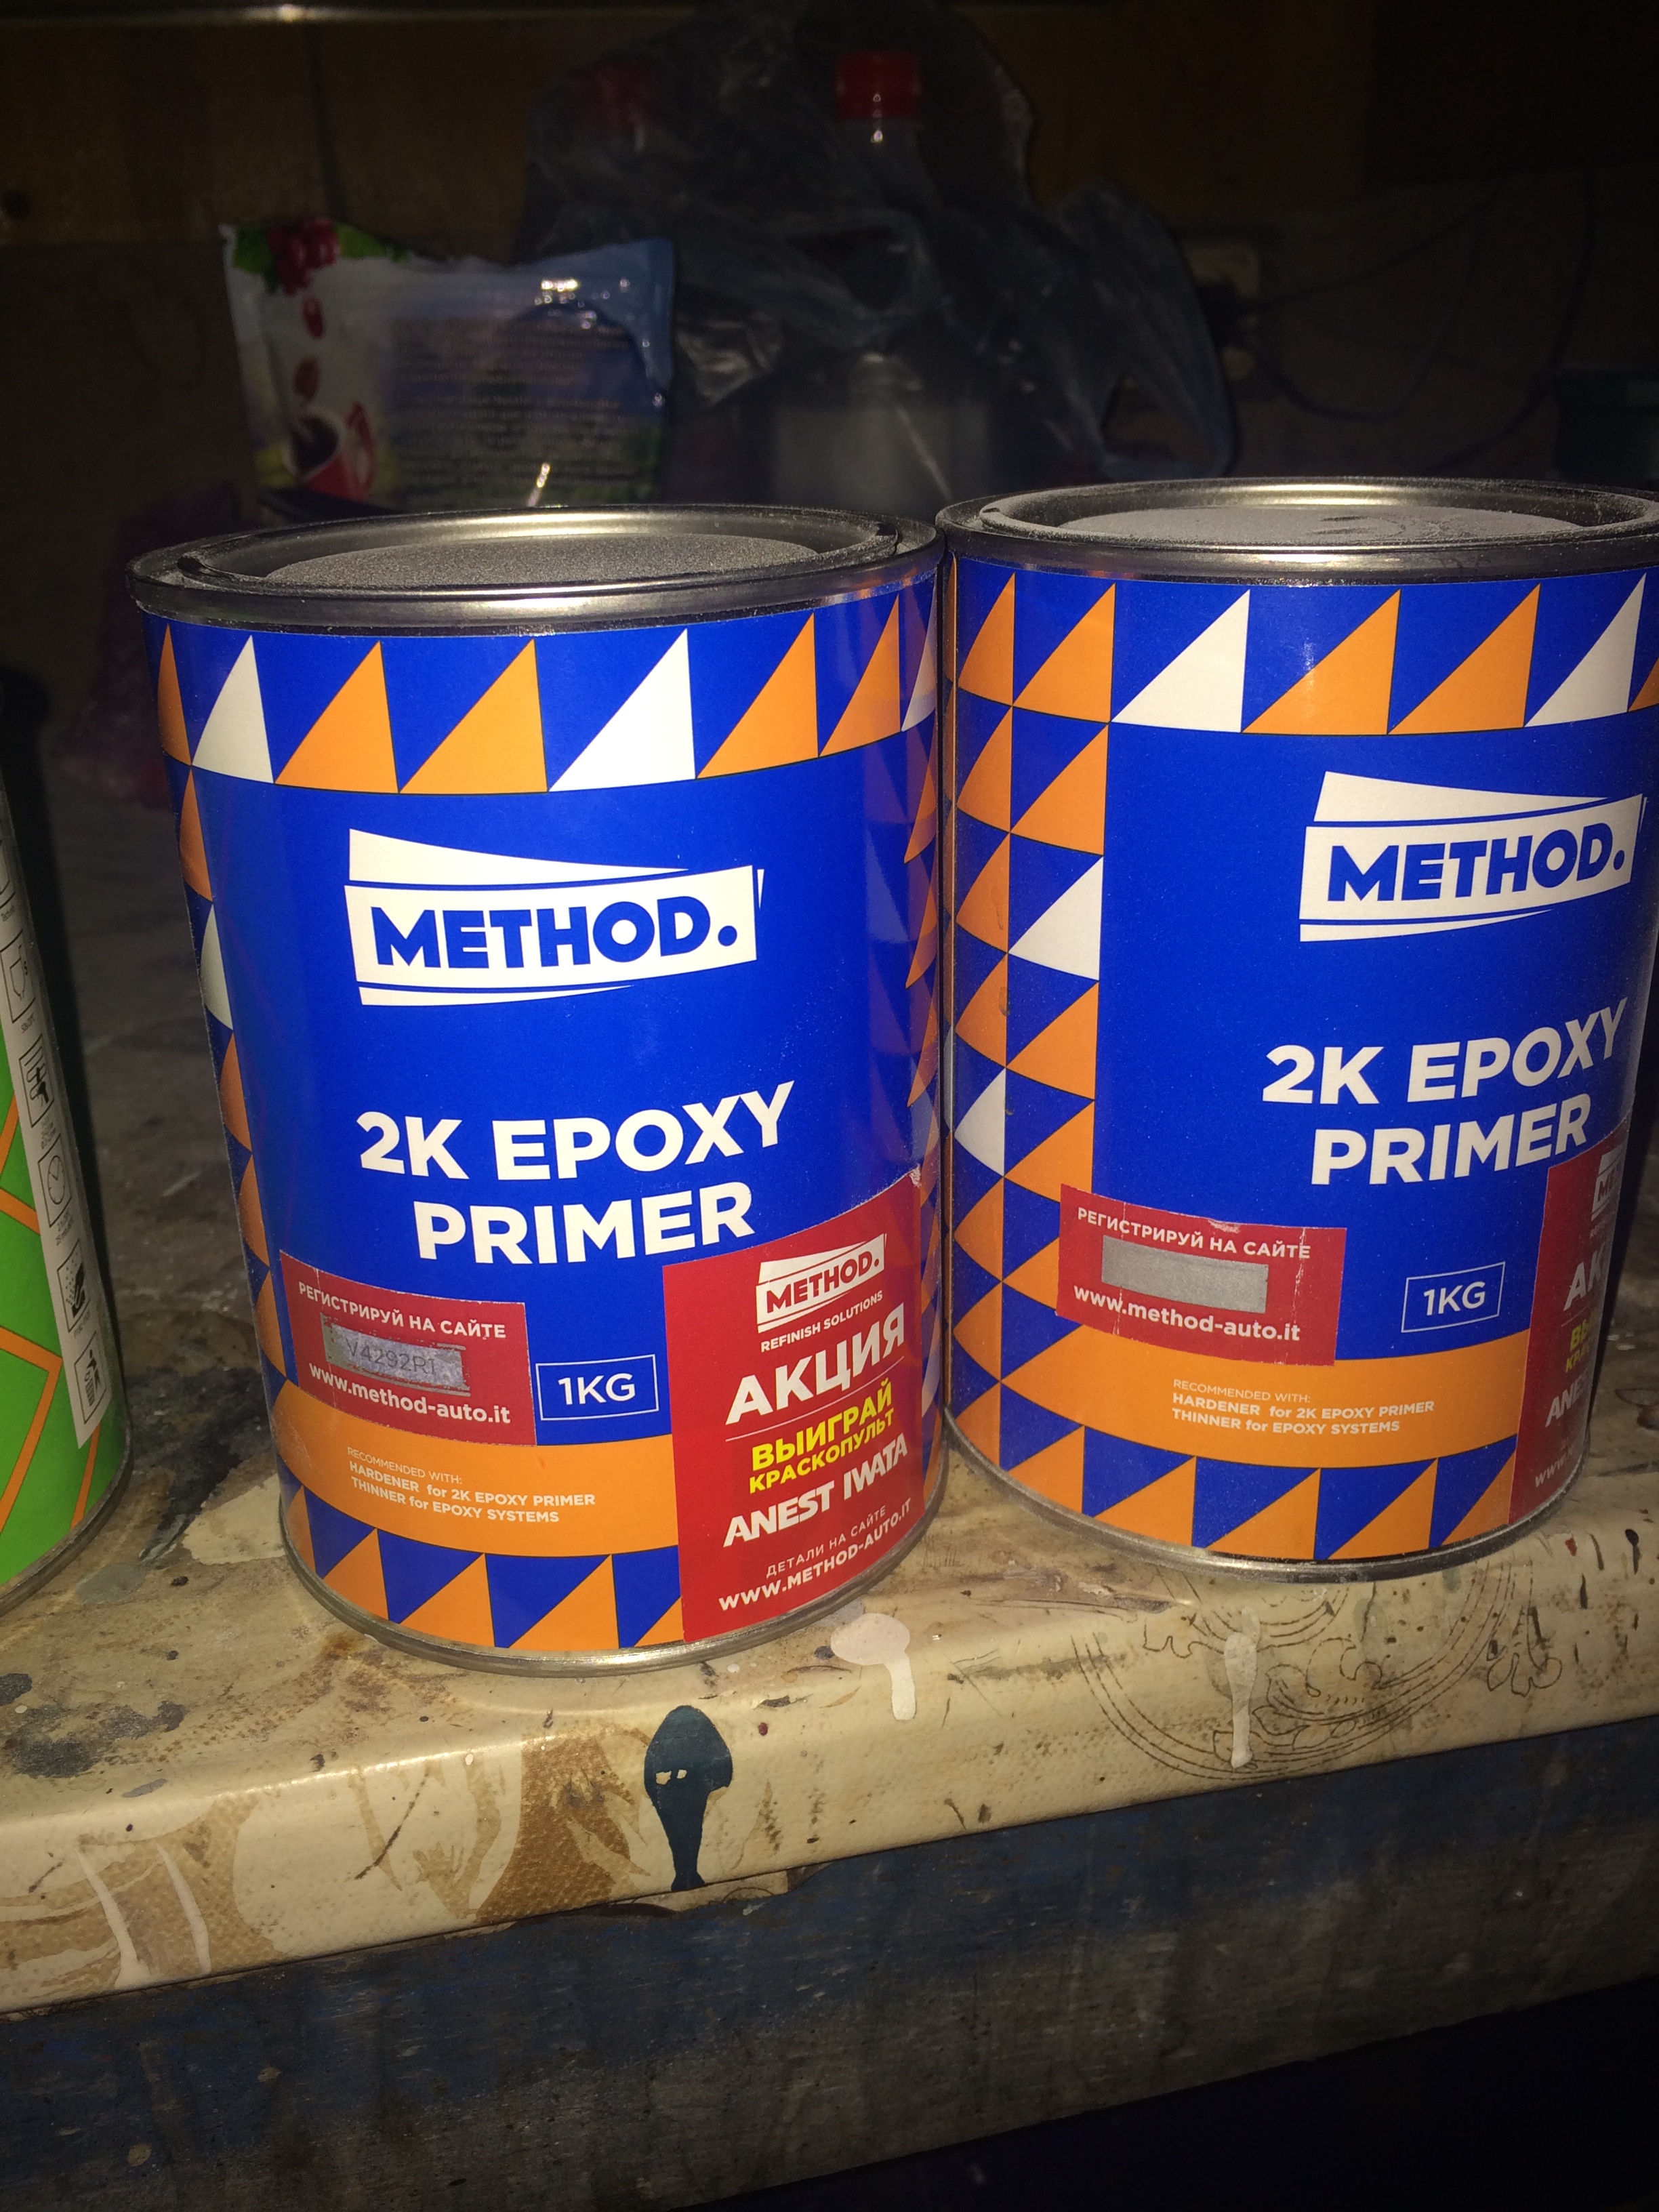 METHOD.
2K EPOXY
PRIMER
РЕГИСТРИРУЙ НА САЙТЕ
V4292R1
www.method-auto.it
1KG
RECOMMENDED WITH:
HARDENER for 2K EPOXY PRIMER
THINNER for EPOXY SYSTEMS
METHOD.
REFINISH SOLUTIONS
АКЦИЯ
ВЫИГРАЙ
КРАСКОПУЛЬТ
ANEST IWATA
ДЕТАЛИ НА САЙТЕ
WWW.METHOD-AUTO.IT
METHOD.
2K EPOXY
PRIMER
РЕГИСТРИРУЙ НА САЙТЕ
www.method-auto.it
1KG
RECOMMENDED WITH:
HARDENER for 2K EPOXY PRIMER
THINNER for EPOXY SYSTEMS